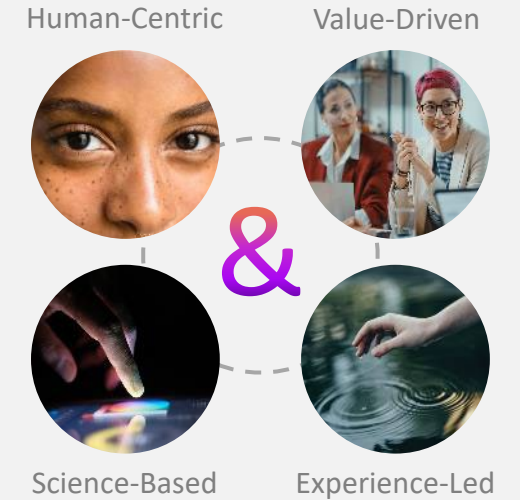 Human-Centric
Value-Driven
&
Science-Based
Experience-Led